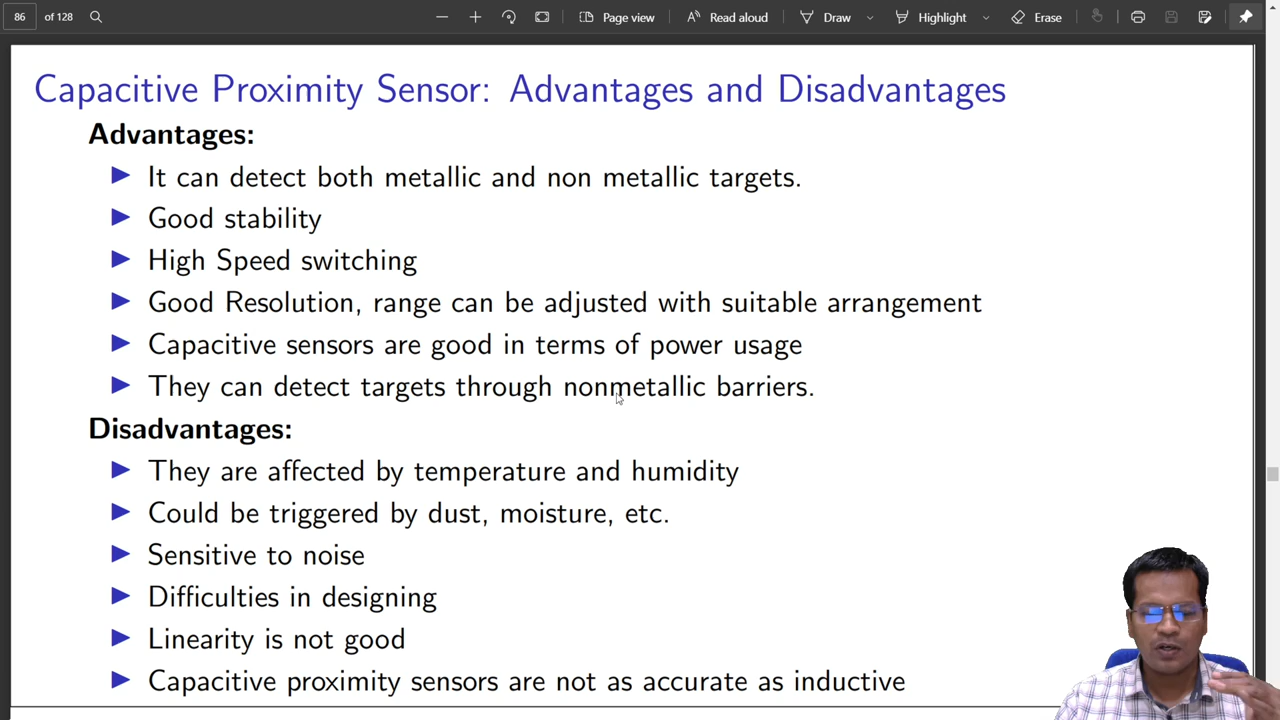 86 of 128 Page view Read aloud Draw Highlight Erase
Capacitive Proximity Sensor: Advantages and Disadvantages
Advantages:
It can detect both metallic and non metallic targets.
Good stability
High Speed switching
Good Resolution, range can be adjusted with suitable arrangement
Capacitive sensors are good in terms of power usage
They can detect targets through nonmetallic barriers.
Disadvantages:
They are affected by temperature and humidity
Could be triggered by dust, moisture, etc.
Sensitive to noise
Difficulties in designing
Linearity is not good
Capacitive proximity sensors are not as accurate as inductive